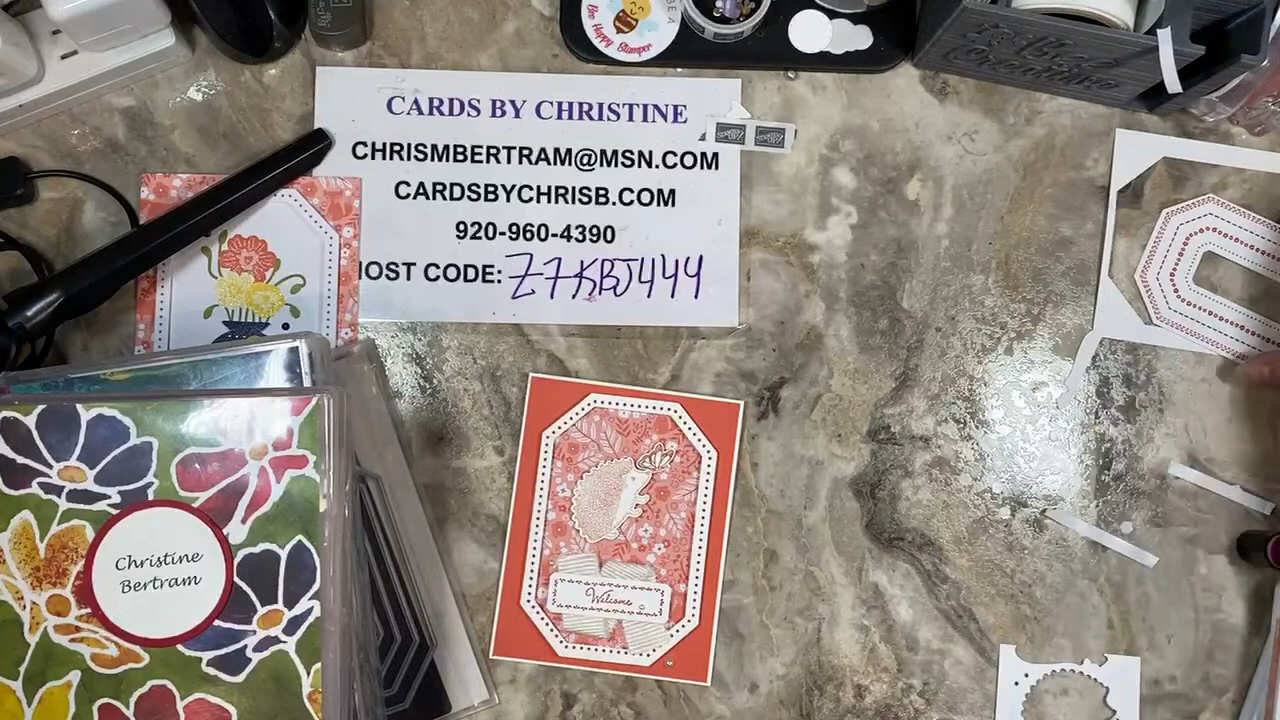 Bee Happy Stamper
CARDS BY CHRISTINE
CHRISMBERTRAM@MSN.COM
CARDSBYCHRISB.COM
920-960-4390
HOST CODE: Z7KBJ444
Christine
Bertram
Welcome